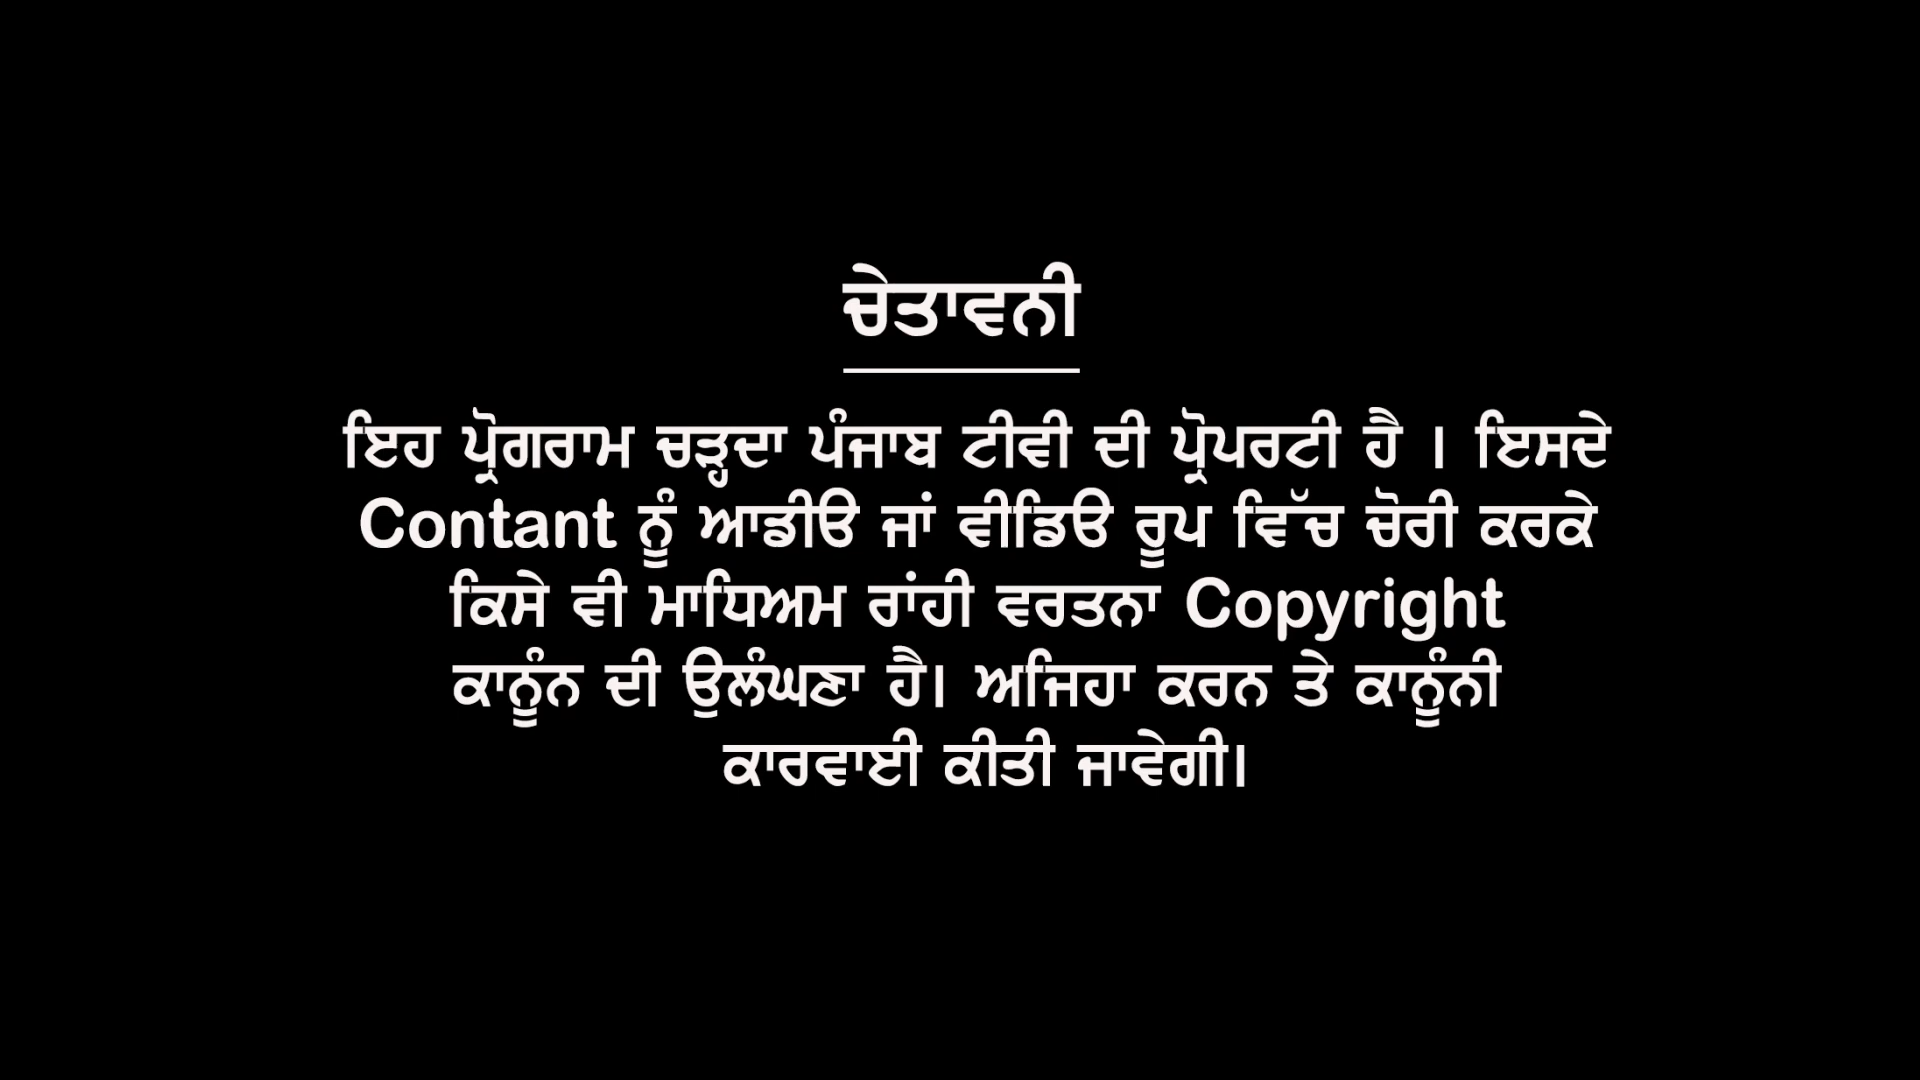 ਚੇਤਾਵਨੀ
ਇਹ ਪ੍ਰੋਗਰਾਮ ਚੜ੍ਹਦਾ ਪੰਜਾਬ ਟੀਵੀ ਦੀ ਪ੍ਰੋਪਰਟੀ ਹੈ । ਇਸਦੇ
Contant ਨੂੰ ਆਡੀਓ ਜਾਂ ਵੀਡਿਓ ਰੂਪ ਵਿੱਚ ਚੋਰੀ ਕਰਕੇ
ਕਿਸੇ ਵੀ ਮਾਧਿਅਮ ਰਾਂਹੀ ਵਰਤਨਾ Copyright
ਕਾਨੂੰਨ ਦੀ ਉਲੰਘਣਾ ਹੈ। ਅਜਿਹਾ ਕਰਨ ਤੇ ਕਾਨੂੰਨੀ
ਕਾਰਵਾਈ ਕੀਤੀ ਜਾਵੇਗੀ।